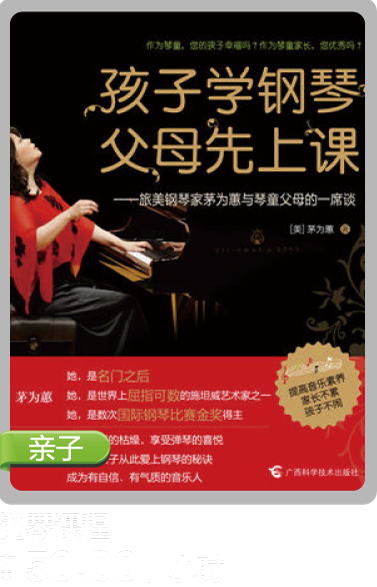 作为琴童，您的孩子幸福吗？作为琴童家长，您优秀吗？
孩子学钢琴
父母先上课
——旅美钢琴家茅为蕙与琴童父母的一席谈
[美] 茅为蕙 著
STEINWAY & SONS
茅为蕙
她，是名门之后
她，是世界上屈指可数的施坦威艺术家之一
她，是数次国际钢琴比赛金奖得主
提高音乐素养
家长不累
孩子不闹
亲子
的枯燥，享受弹琴的喜悦
子从此爱上钢琴的秘诀
成为有自信、有气质的音乐人
广西科学技术出版社